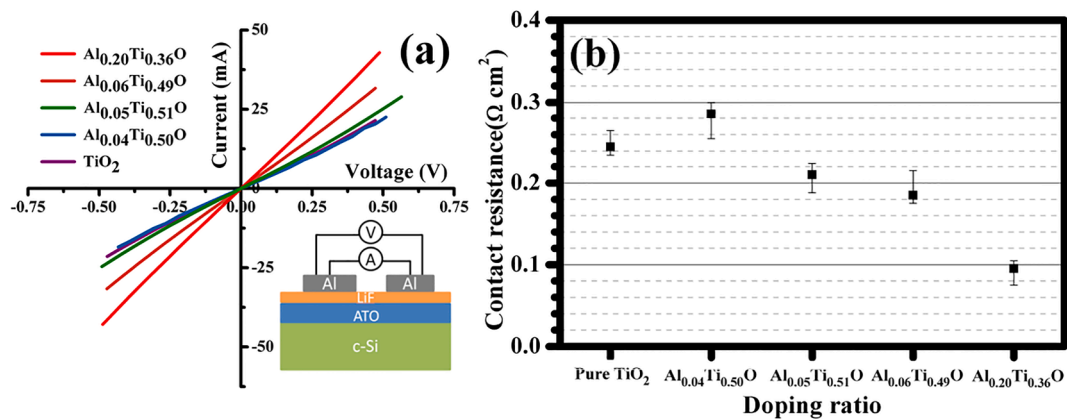 (a)
Current (mA)
50
25
0
-25
-50
Voltage (V)
-0.75 -0.50 -0.25 0.00 0.25 0.50 0.75
Al0.20Ti0.36O
Al0.06Ti0.49O
Al0.05Ti0.51O
Al0.04Ti0.50O
TiO2
V
A
Al Al
LiF
ATO
c-Si
(b)
Contact resistance(Ω cm²)
0.4
0.3
0.2
0.1
0.0
Pure TiO2 Al0.04Ti0.50O Al0.05Ti0.51O Al0.06Ti0.49O Al0.20Ti0.36O
Doping ratio